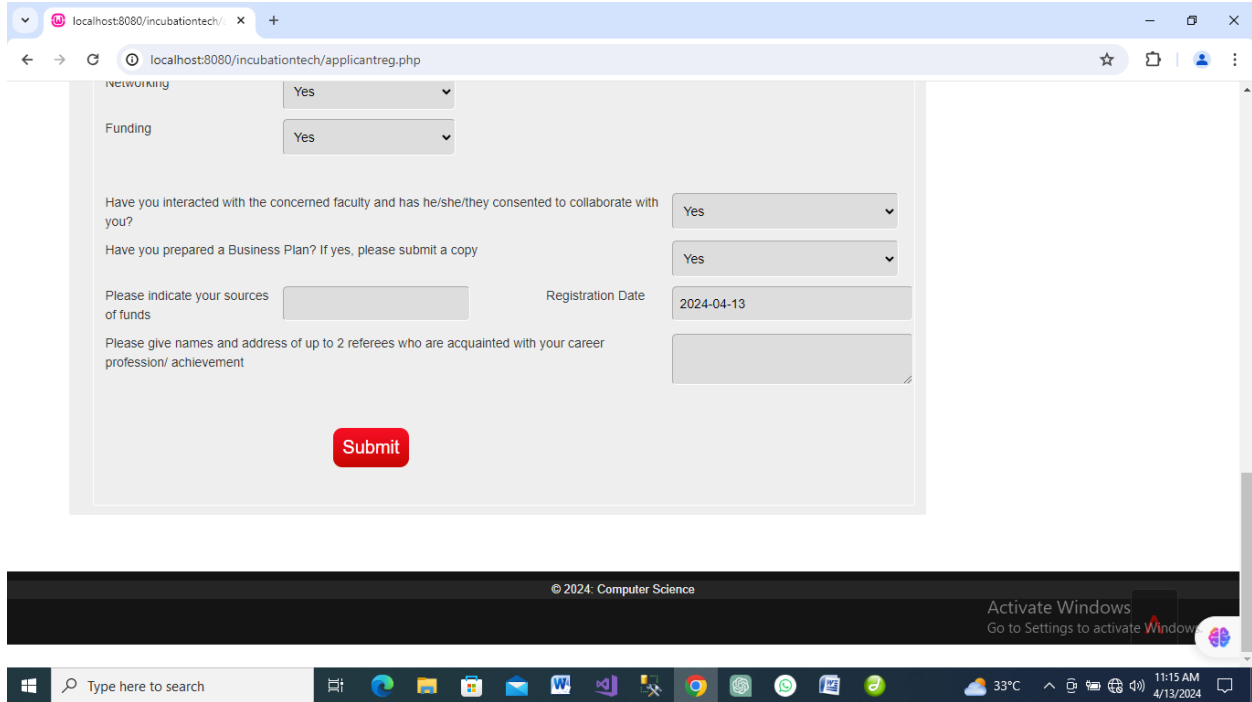 localhost:8080/incubationtech/
localhost:8080/incubationtech/applicantreg.php
Networking
Yes
Funding
Yes
Have you interacted with the concerned faculty and has he/she/they consented to collaborate with
you?
Yes
Have you prepared a Business Plan? If yes, please submit a copy
Yes
Please indicate your sources
of funds
Registration Date
2024-04-13
Please give names and address of up to 2 referees who are acquainted with your career
profession/ achievement
Submit
© 2024: Computer Science
Activate Windows
Go to Settings to activate Windows.
Type here to search
33°C
11:15 AM
4/13/2024